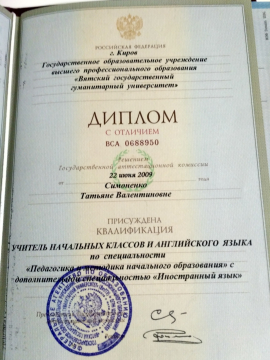 РОССИЙСКАЯ ФЕДЕРАЦИЯ
г. Киров
Государственное образовательное учреждение
высшего профессионального образования
«Вятский государственный
гуманитарный университет»
ДИПЛОМ
С ОТЛИЧИЕМ
ВСА 0688950
Решением
Государственной аттестационной комиссии
от 22 июня 2009 года
Симоненко
Татьяне Валентиновне
ПРИСУЖДЕНА
КВАЛИФИКАЦИЯ
УЧИТЕЛЬ НАЧАЛЬНЫХ КЛАССОВ И АНГЛИЙСКОГО ЯЗЫКА
по специальности
«Педагогика и методика начального образования» с
дополнительной специальностью «Иностранный язык»